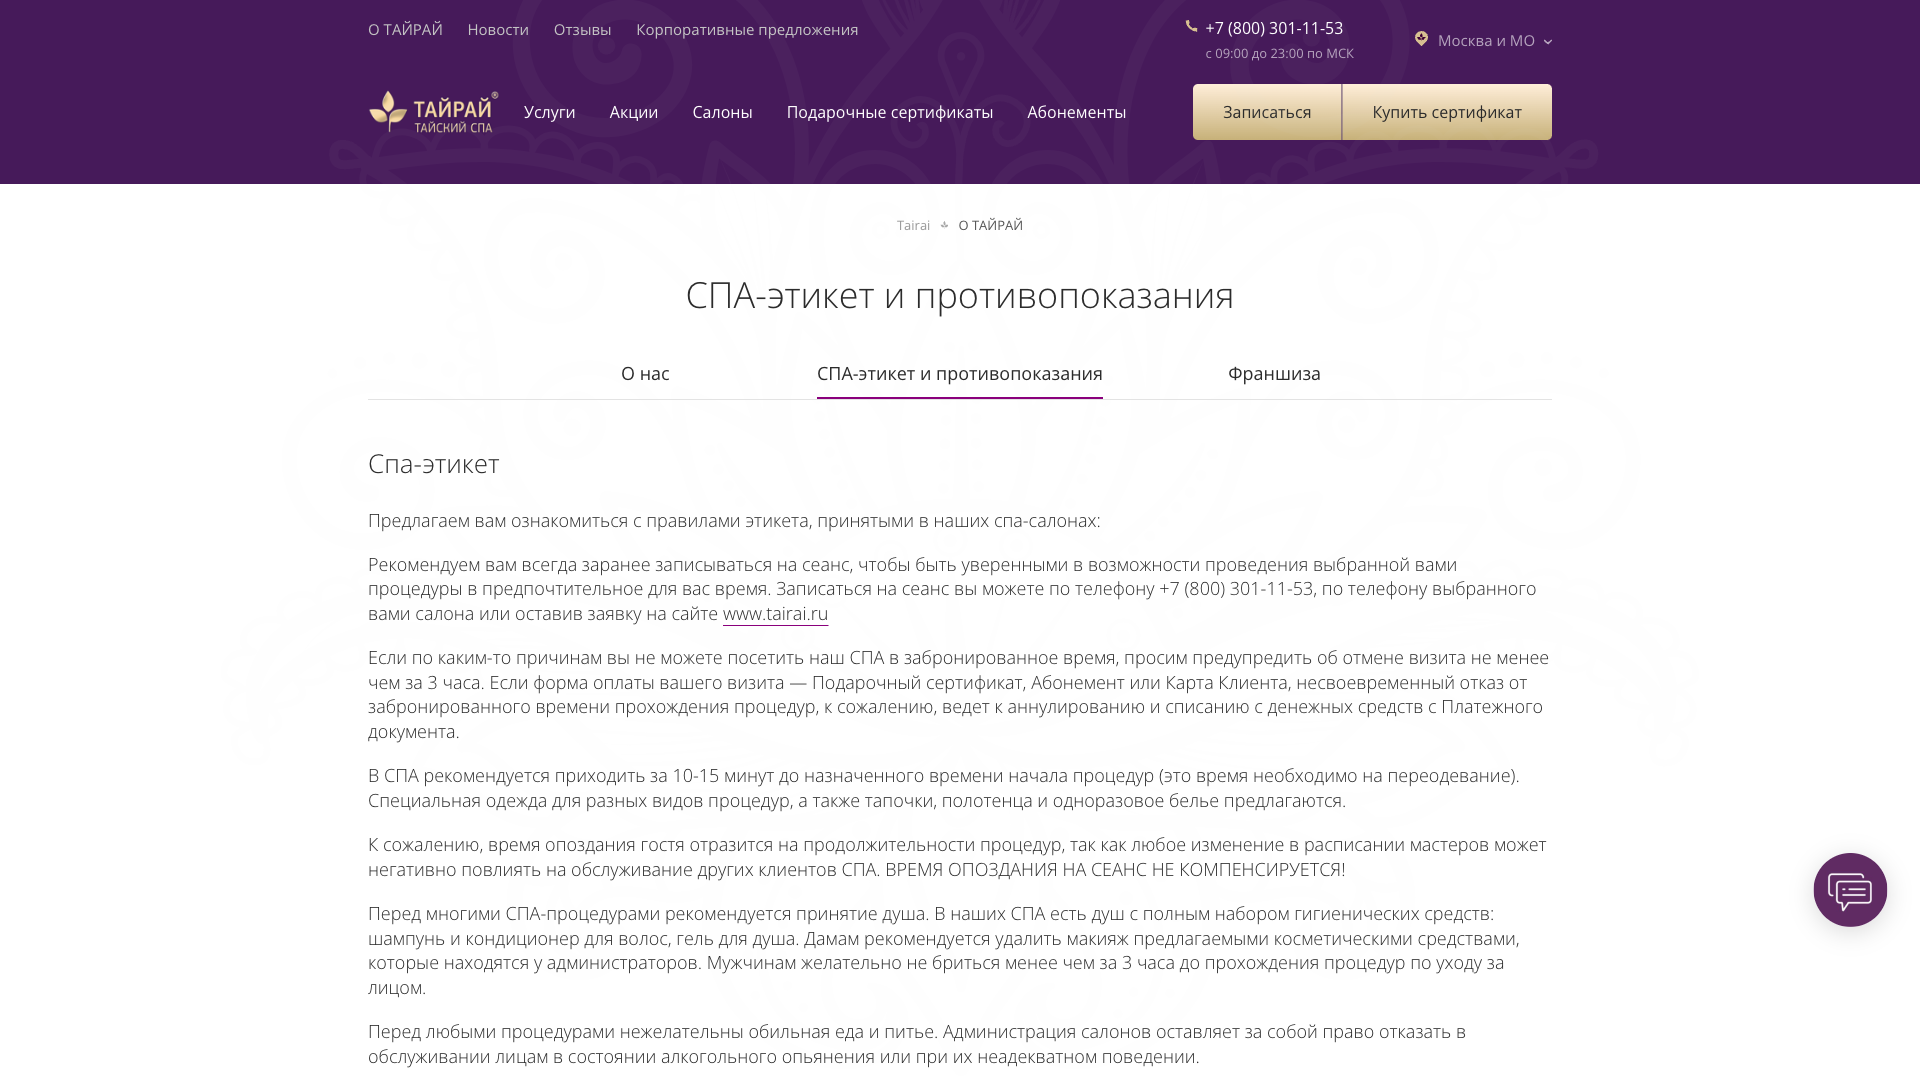 О ТАЙРАЙ Новости Отзывы Корпоративные предложения
+7 (800) 301-11-53
с 09:00 до 23:00 по МСК
Москва и МО
ТАЙРАЙ®
ТАЙСКИЙ СПА
Услуги Акции Салоны Подарочные сертификаты Абонементы
Записаться Купить сертификат
Tairai О ТАЙРАЙ
СПА-этикет и противопоказания
О нас СПА-этикет и противопоказания Франшиза
Спа-этикет
Предлагаем вам ознакомиться с правилами этикета, принятыми в наших спа-салонах:
Рекомендуем вам всегда заранее записываться на сеанс, чтобы быть уверенными в возможности проведения выбранной вами
процедуры в предпочтительное для вас время. Записаться на сеанс вы можете по телефону +7 (800) 301-11-53, по телефону выбранного
вами салона или оставив заявку на сайте www.tairai.ru
Если по каким-то причинам вы не можете посетить наш СПА в забронированное время, просим предупредить об отмене визита не менее
чем за 3 часа. Если форма оплаты вашего визита — Подарочный сертификат, Абонемент или Карта Клиента, несвоевременный отказ от
забронированного времени прохождения процедур, к сожалению, ведет к аннулированию и списанию с денежных средств с Платежного
документа.
В СПА рекомендуется приходить за 10-15 минут до назначенного времени начала процедур (это время необходимо на переодевание).
Специальная одежда для разных видов процедур, а также тапочки, полотенца и одноразовое белье предлагаются.
К сожалению, время опоздания гостя отразится на продолжительности процедур, так как любое изменение в расписании мастеров может
негативно повлиять на обслуживание других клиентов СПА. ВРЕМЯ ОПОЗДАНИЯ НА СЕАНС НЕ КОМПЕНСИРУЕТСЯ!
Перед многими СПА-процедурами рекомендуется принятие душа. В наших СПА есть душ с полным набором гигиенических средств:
шампунь и кондиционер для волос, гель для душа. Дамам рекомендуется удалить макияж предлагаемыми косметическими средствами,
которые находятся у администраторов. Мужчинам желательно не бриться менее чем за 3 часа до прохождения процедур по уходу за
лицом.
Перед любыми процедурами нежелательны обильная еда и питье. Администрация салонов оставляет за собой право отказать в
обслуживании лицам в состоянии алкогольного опьянения или при их неадекватном поведении.